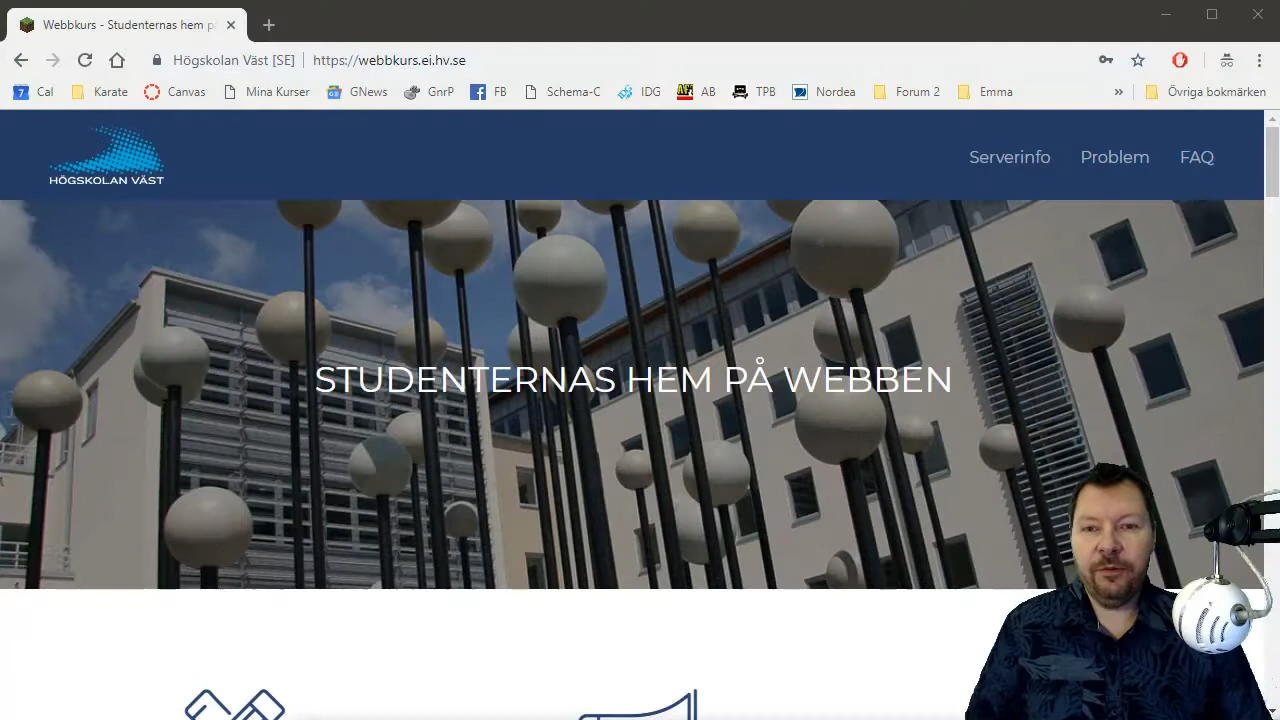 Webbkurs - Studenternas hem p
Högskolan Väst [SE] https://webbkurs.ei.hv.se
7 Cal Karate Canvas Mina Kurser GNews GnrP FB Schema-C IDG AB TPB Nordea Forum 2 Emma » Övriga bokmärken
HÖGSKOLAN VÄST
Serverinfo Problem FAQ
STUDENTERNAS HEM PÅ WEBBEN